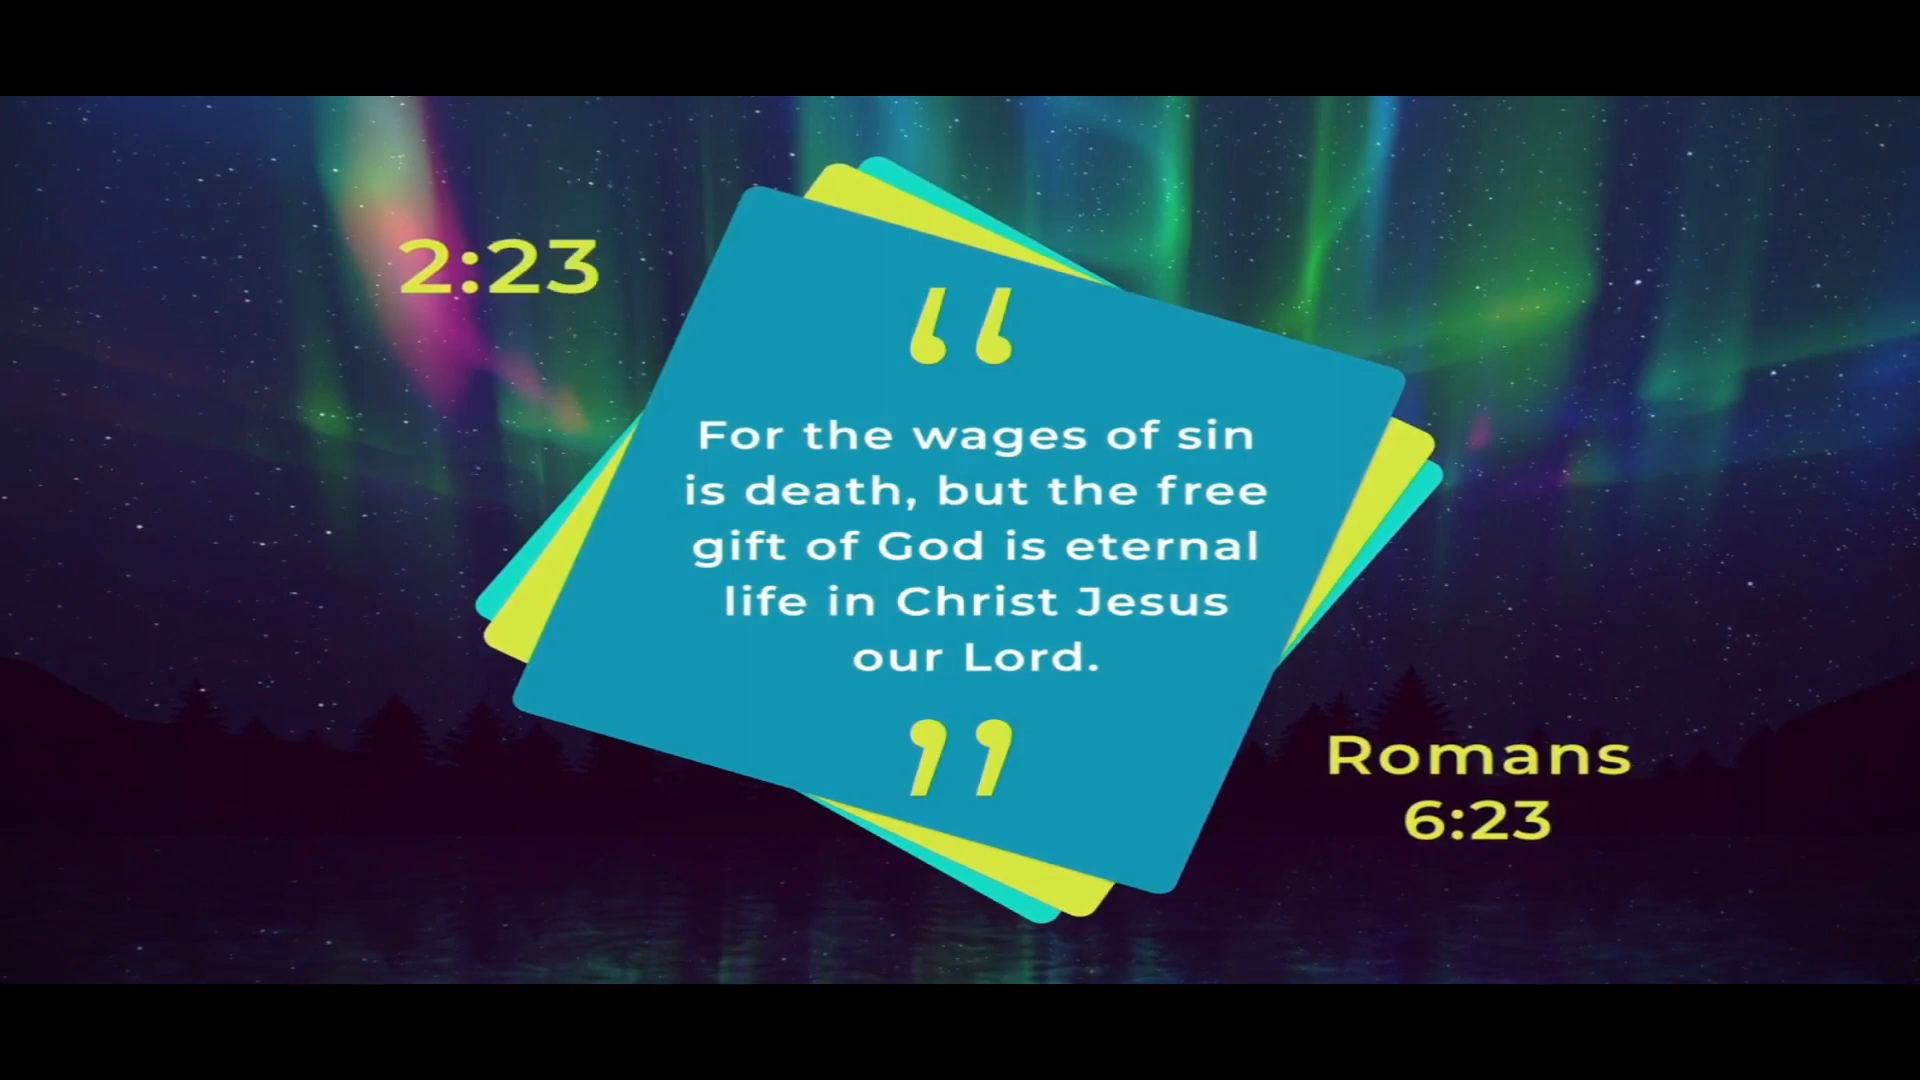 2:23
“
For the wages of sin
is death, but the free
gift of God is eternal
life in Christ Jesus
our Lord.
”
Romans
6:23